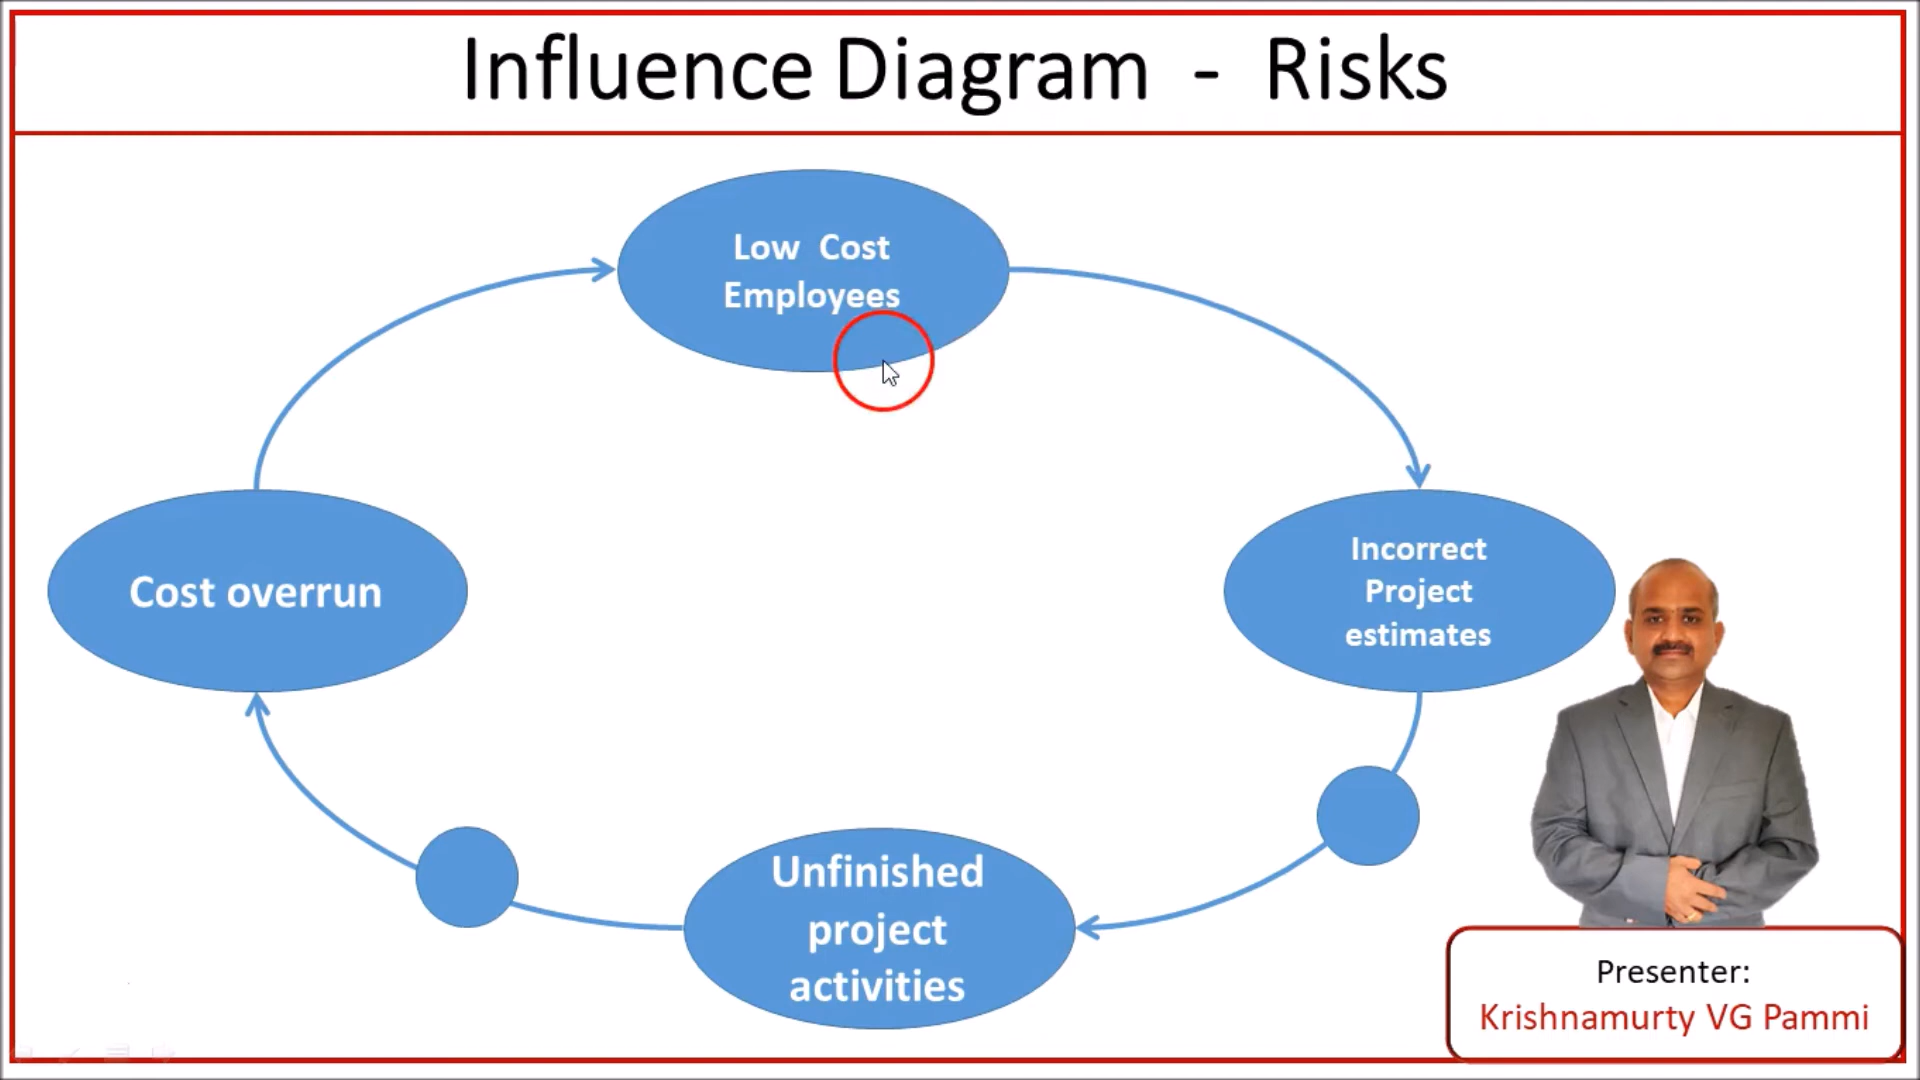 Influence Diagram - Risks
Low Cost
Employees
Cost overrun
Incorrect
Project
estimates
Unfinished
project
activities
Presenter:
Krishnamurty VG Pammi